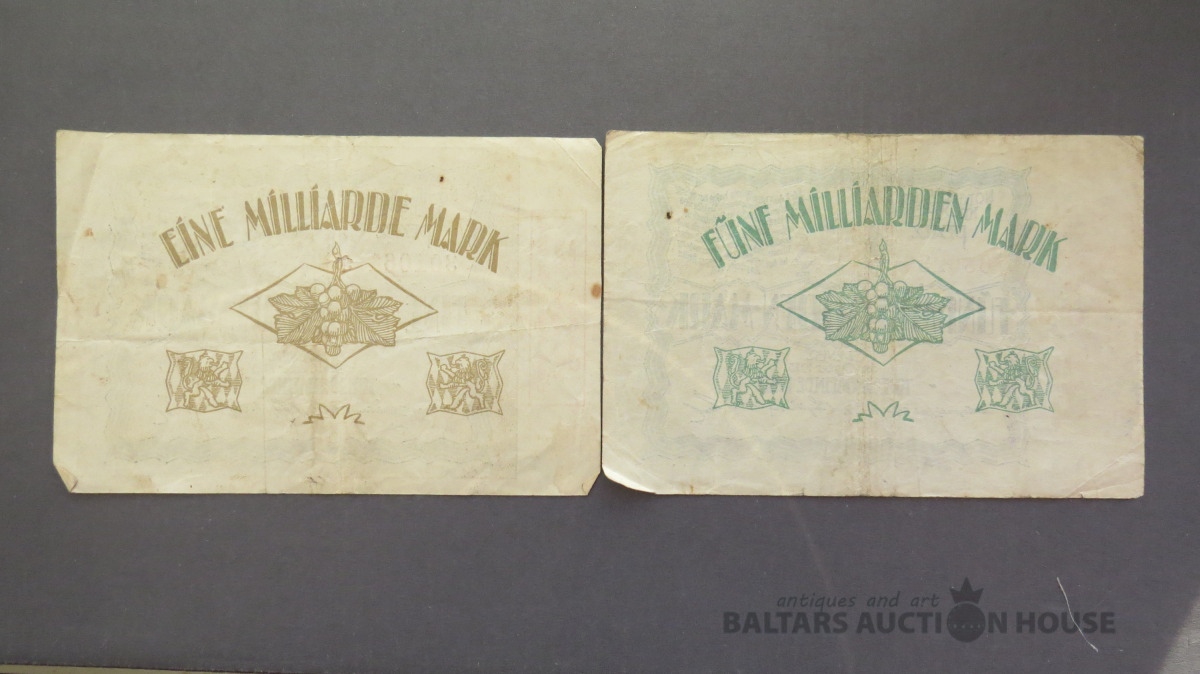 EINE MILLIARDE MARK
FÜNF MILLIARDEN MARK
antiques and art
BALTARS AUCTION HOUSE